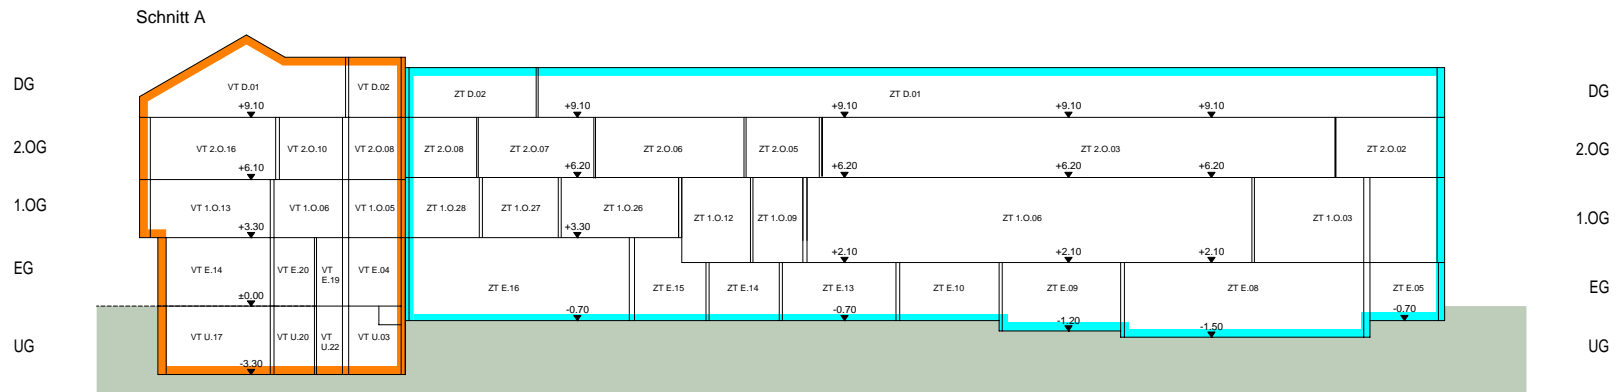 Schnitt A
DG
VT D.01
VT D.02
ZT D.02
ZT D.01
DG
+9.10
+9.10
+9.10
+9.10
+9.10
2.OG
VT 2.O.16
VT 2.O.10
VT 2.O.08
ZT 2.O.08
ZT 2.O.07
ZT 2.O.06
ZT 2.O.05
ZT 2.O.03
ZT 2.O.02
2.OG
+6.10
+6.20
+6.20
+6.20
+6.20
1.OG
VT 1.O.13
VT 1.O.06
VT 1.O.05
ZT 1.O.28
ZT 1.O.27
ZT 1.O.26
ZT 1.O.12
ZT 1.O.09
ZT 1.O.06
ZT 1.O.03
1.OG
+3.30
+3.30
+2.10
+2.10
+2.10
EG
VT E.14
VT E.20
VT
E.19
VT E.04
ZT E.16
ZT E.15
ZT E.14
ZT E.13
ZT E.10
ZT E.09
ZT E.08
ZT E.05
EG
±0.00
-0.70
-0.70
-1.20
-1.50
-0.70
UG
VT U.17
VT U.20
VT
U.22
VT U.03
UG
-3.30